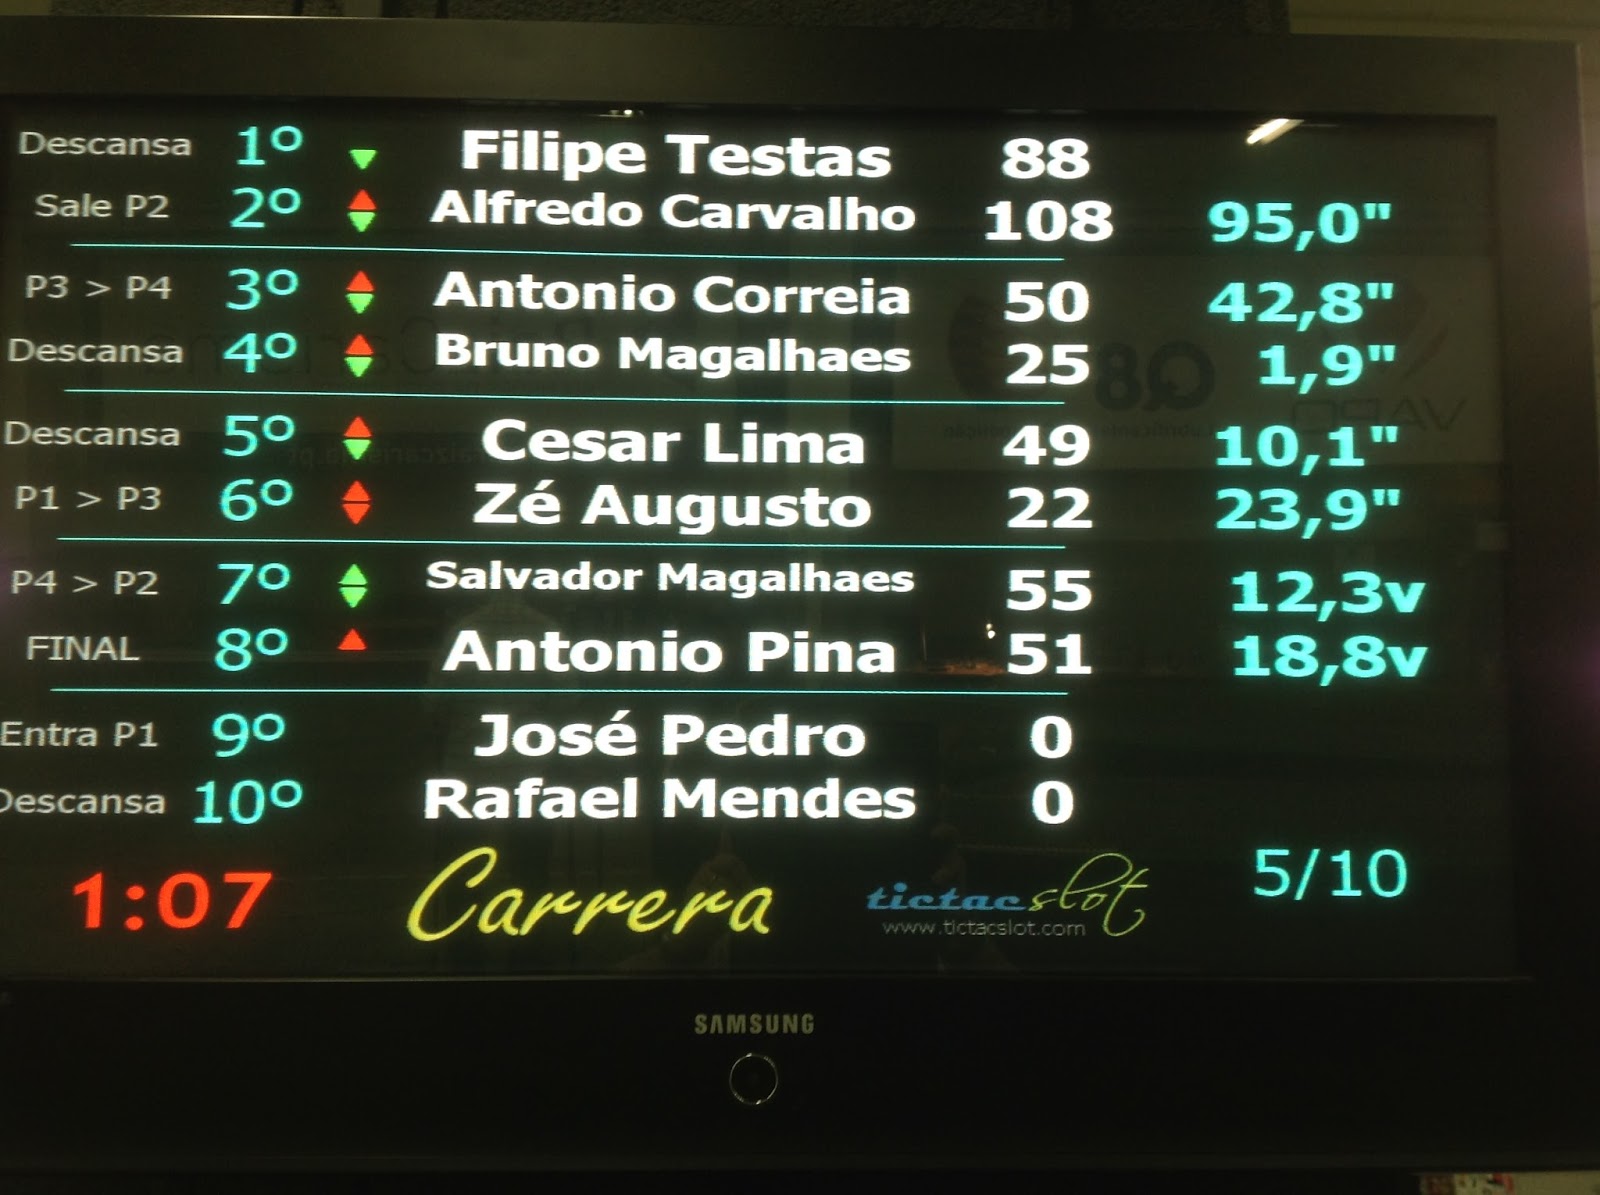 Descansa 1º Filipe Testas 88
Sale P2 2º Alfredo Carvalho 108 95,0"
P3 > P4 3º Antonio Correia 50 42,8"
Descansa 4º Bruno Magalhaes 25 1,9"
Descansa 5º Cesar Lima 49 10,1"
P1 > P3 6º Zé Augusto 22 23,9"
P4 > P2 7º Salvador Magalhaes 55 12,3v
FINAL 8º Antonio Pina 51 18,8v
Entra P1 9º José Pedro 0
Descansa 10º Rafael Mendes 0
1:07 Carrera tictacslot 5/10
www.tictacslot.com
SAMSUNG